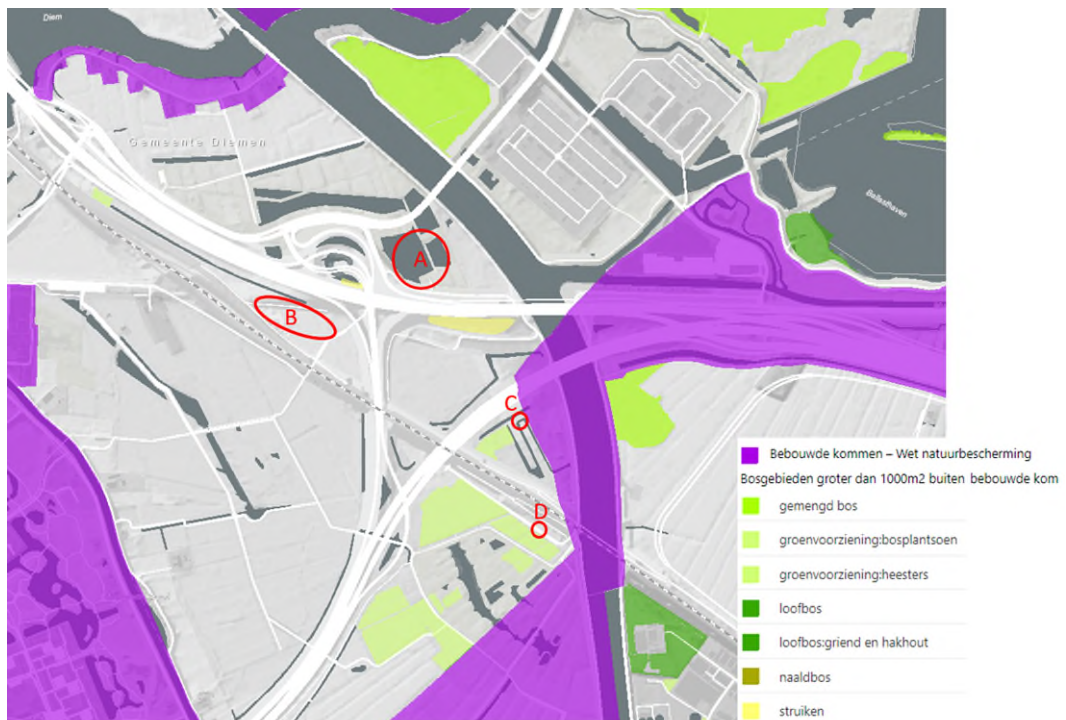 Diem
Gemeente Diemen
Ballasthaven
A
B
C
D
Bebouwde kommen – Wet natuurbescherming
Bosgebieden groter dan 1000m2 buiten bebouwde kom
gemengd bos
groenvoorziening:bosplantsoen
groenvoorziening:heesters
loofbos
loofbos:griend en hakhout
naaldbos
struiken